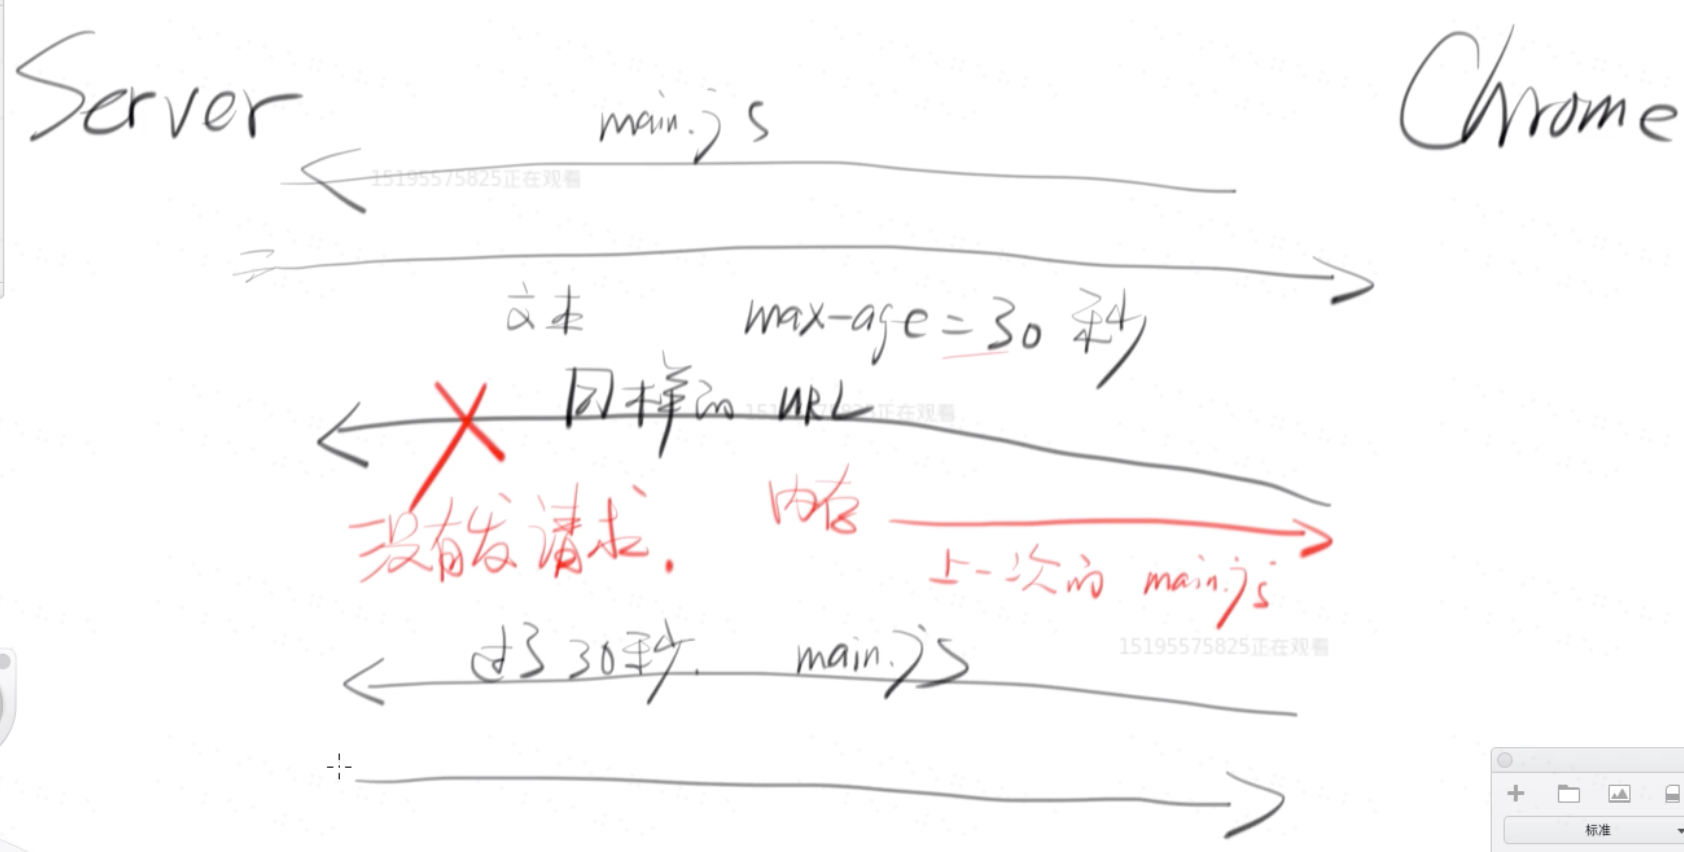 Server
Chrome
main.js
15195575825正在观看
文本 max-age=30 秒
同样的 URL
15195575825正在观看
没有发请求.
内存
上一次的 main.js
15195575825正在观看
过了30秒. main.js
标准